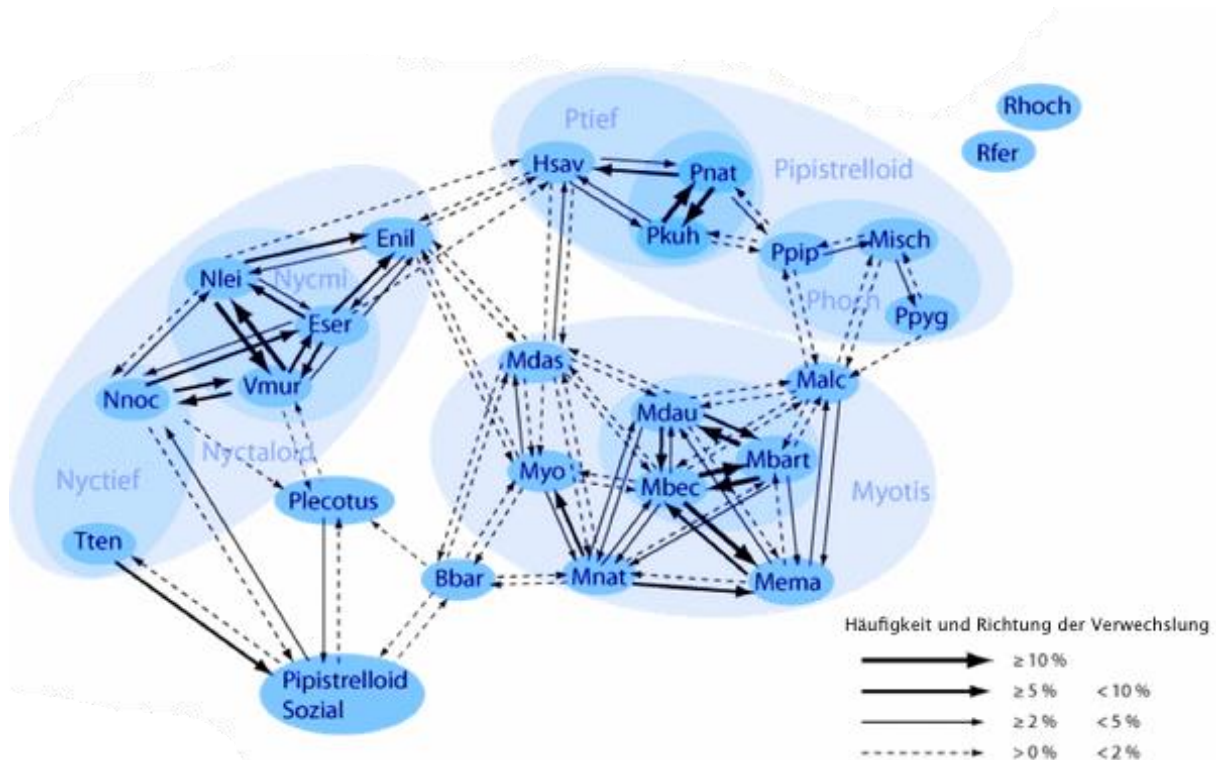 Rhoch
Ptief
Rfer
Hsav
Pnat
Pipistrelloid
Enil
Pkuh
Ppip
Misch
Nlei
Nycmi
Phoch
Eser
Ppyg
Mdas
Vmur
Malc
Nnoc
Mdau
Nyctaloid
Mbart
Nyctief
Myo
Mbec
Myotis
Plecotus
Tten
Bbar
Mnat
Mema
Pipistrelloid
Sozial
Häufigkeit und Richtung der Verwechslung
≥ 10 %
≥ 5 % < 10 %
≥ 2 % < 5 %
> 0 % < 2 %